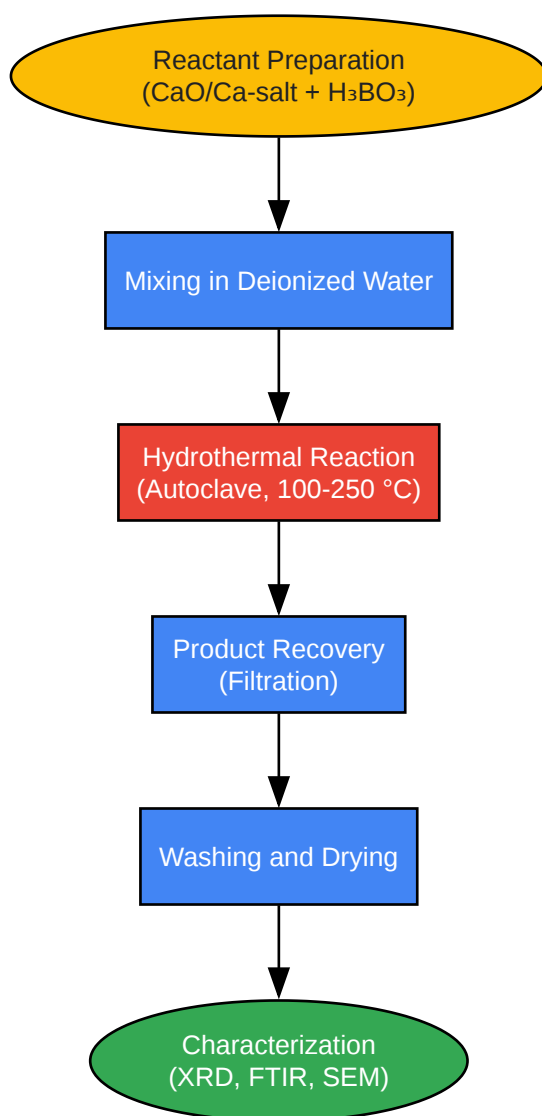 Reactant Preparation
(CaO/Ca-salt + H₃BO₃)
Mixing in Deionized Water
Hydrothermal Reaction
(Autoclave, 100-250 °C)
Product Recovery
(Filtration)
Washing and Drying
Characterization
(XRD, FTIR, SEM)